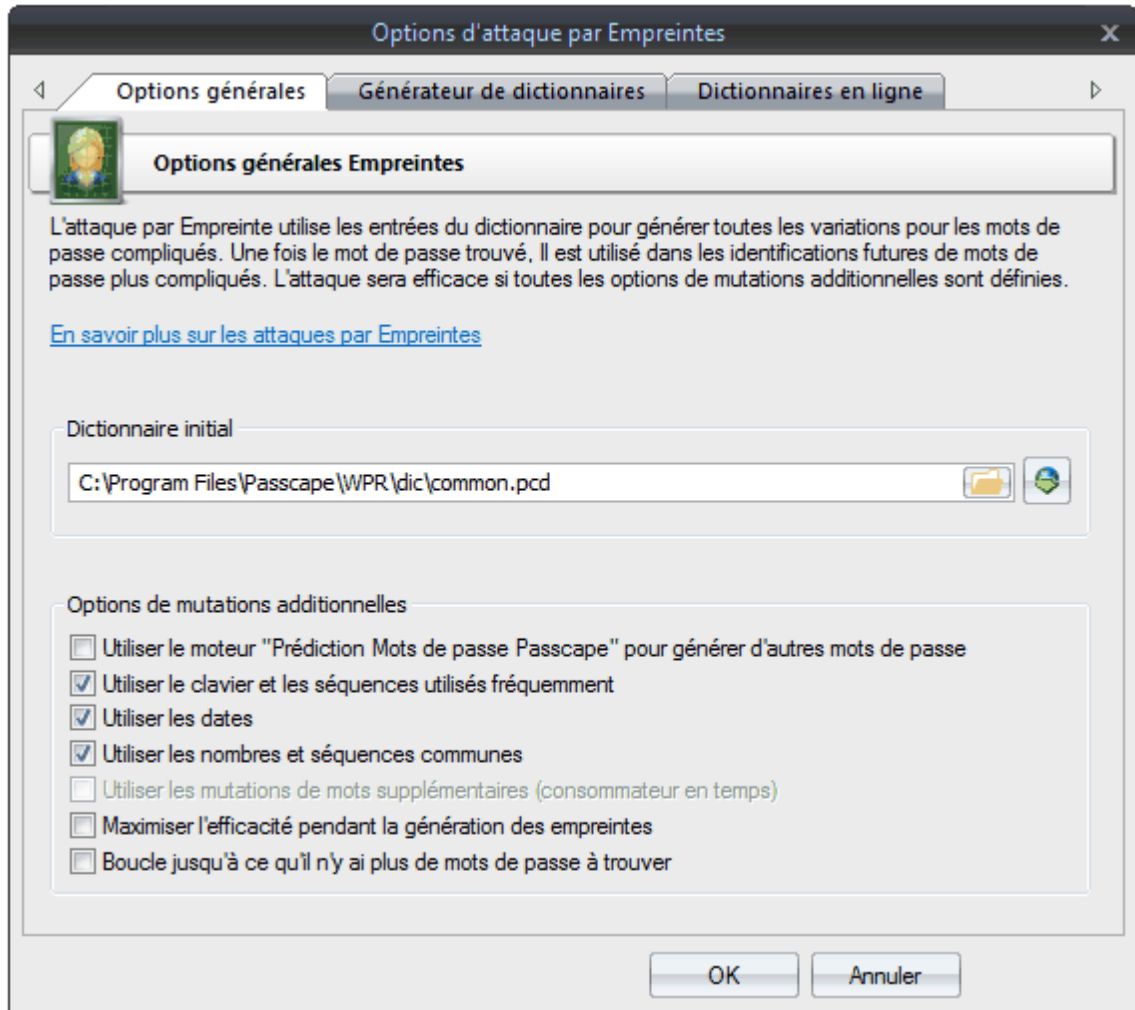 Options d'attaque par Empreintes
Options générales
Générateur de dictionnaires
Dictionnaires en ligne
Options générales Empreintes
L'attaque par Empreinte utilise les entrées du dictionnaire pour générer toutes les variations pour les mots de
passe compliqués. Une fois le mot de passe trouvé, Il est utilisé dans les identifications futures de mots de
passe plus compliqués. L'attaque sera efficace si toutes les options de mutations additionnelles sont définies.
En savoir plus sur les attaques par Empreintes
Dictionnaire initial
C:\Program Files\Passcape\WPR\dic\common.pcd
Options de mutations additionnelles
Utiliser le moteur "Prédiction Mots de passe Passcape" pour générer d'autres mots de passe
Utiliser le clavier et les séquences utilisés fréquemment
Utiliser les dates
Utiliser les nombres et séquences communes
Utiliser les mutations de mots supplémentaires (consommateur en temps)
Maximiser l'efficacité pendant la génération des empreintes
Boucle jusqu'à ce qu'il n'y ai plus de mots de passe à trouver
OK
Annuler